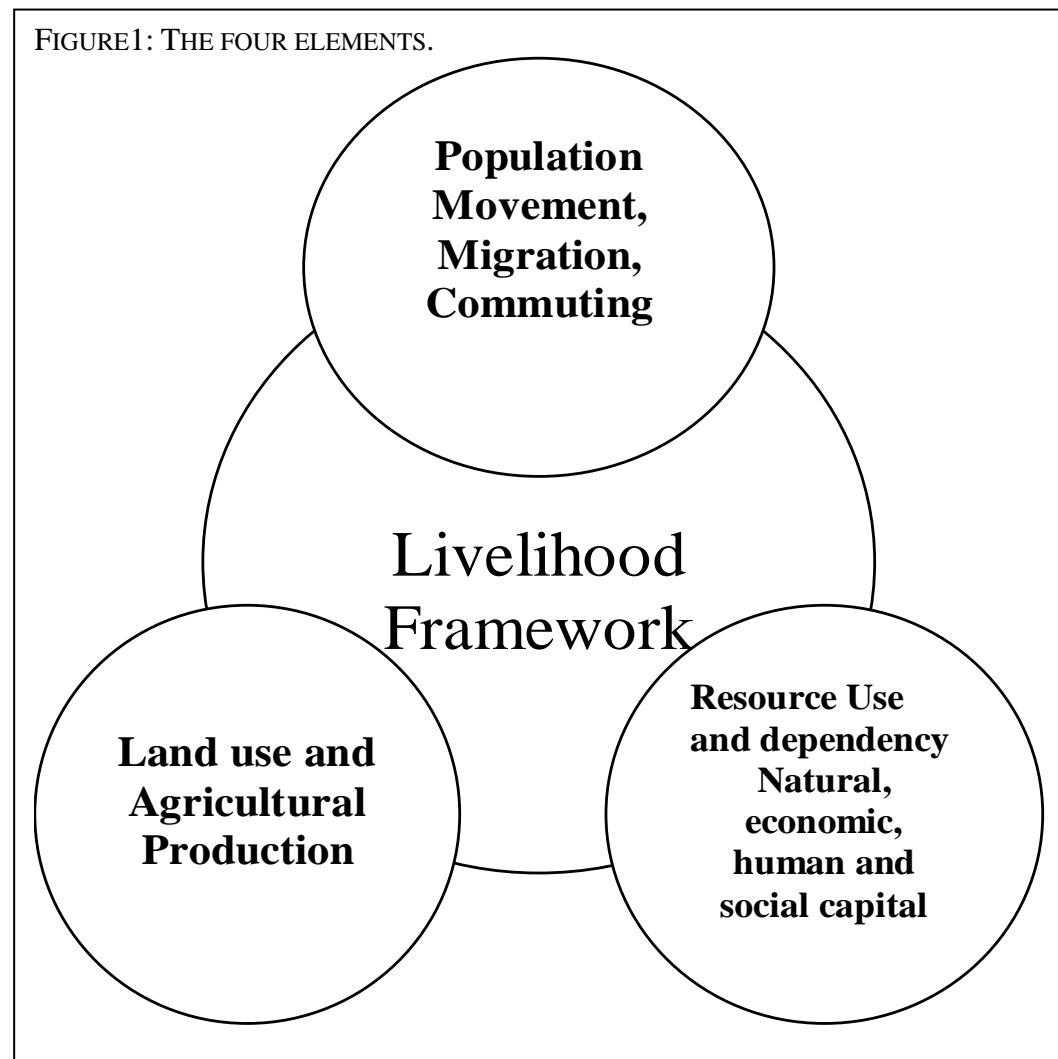 FIGURE1: THE FOUR ELEMENTS.
Population
Movement,
Migration,
Commuting
Livelihood
Framework
Land use and
Agricultural
Production
Resource Use
and dependency
Natural,
economic,
human and
social capital